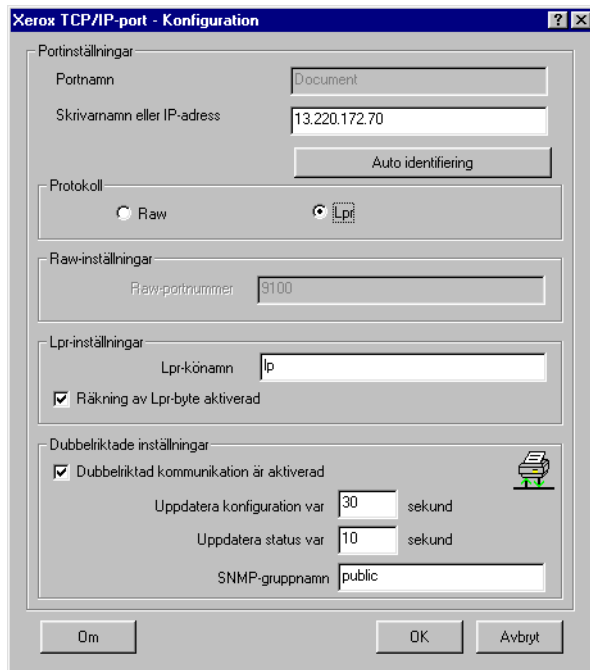 Xerox TCP/IP-port - Konfiguration
Portinställningar
Portnamn Document
Skrivarnamn eller IP-adress 13.220.172.70
Auto identifiering
Protokoll
Raw Lpr
Raw-inställningar
Raw-portnummer 9100
Lpr-inställningar
Lpr-könamn lp
Räkning av Lpr-byte aktiverad
Dubbelriktade inställningar
Dubbelriktad kommunikation är aktiverad
Uppdatera konfiguration var 30 sekund
Uppdatera status var 10 sekund
SNMP-gruppnamn public
Om OK Avbryt